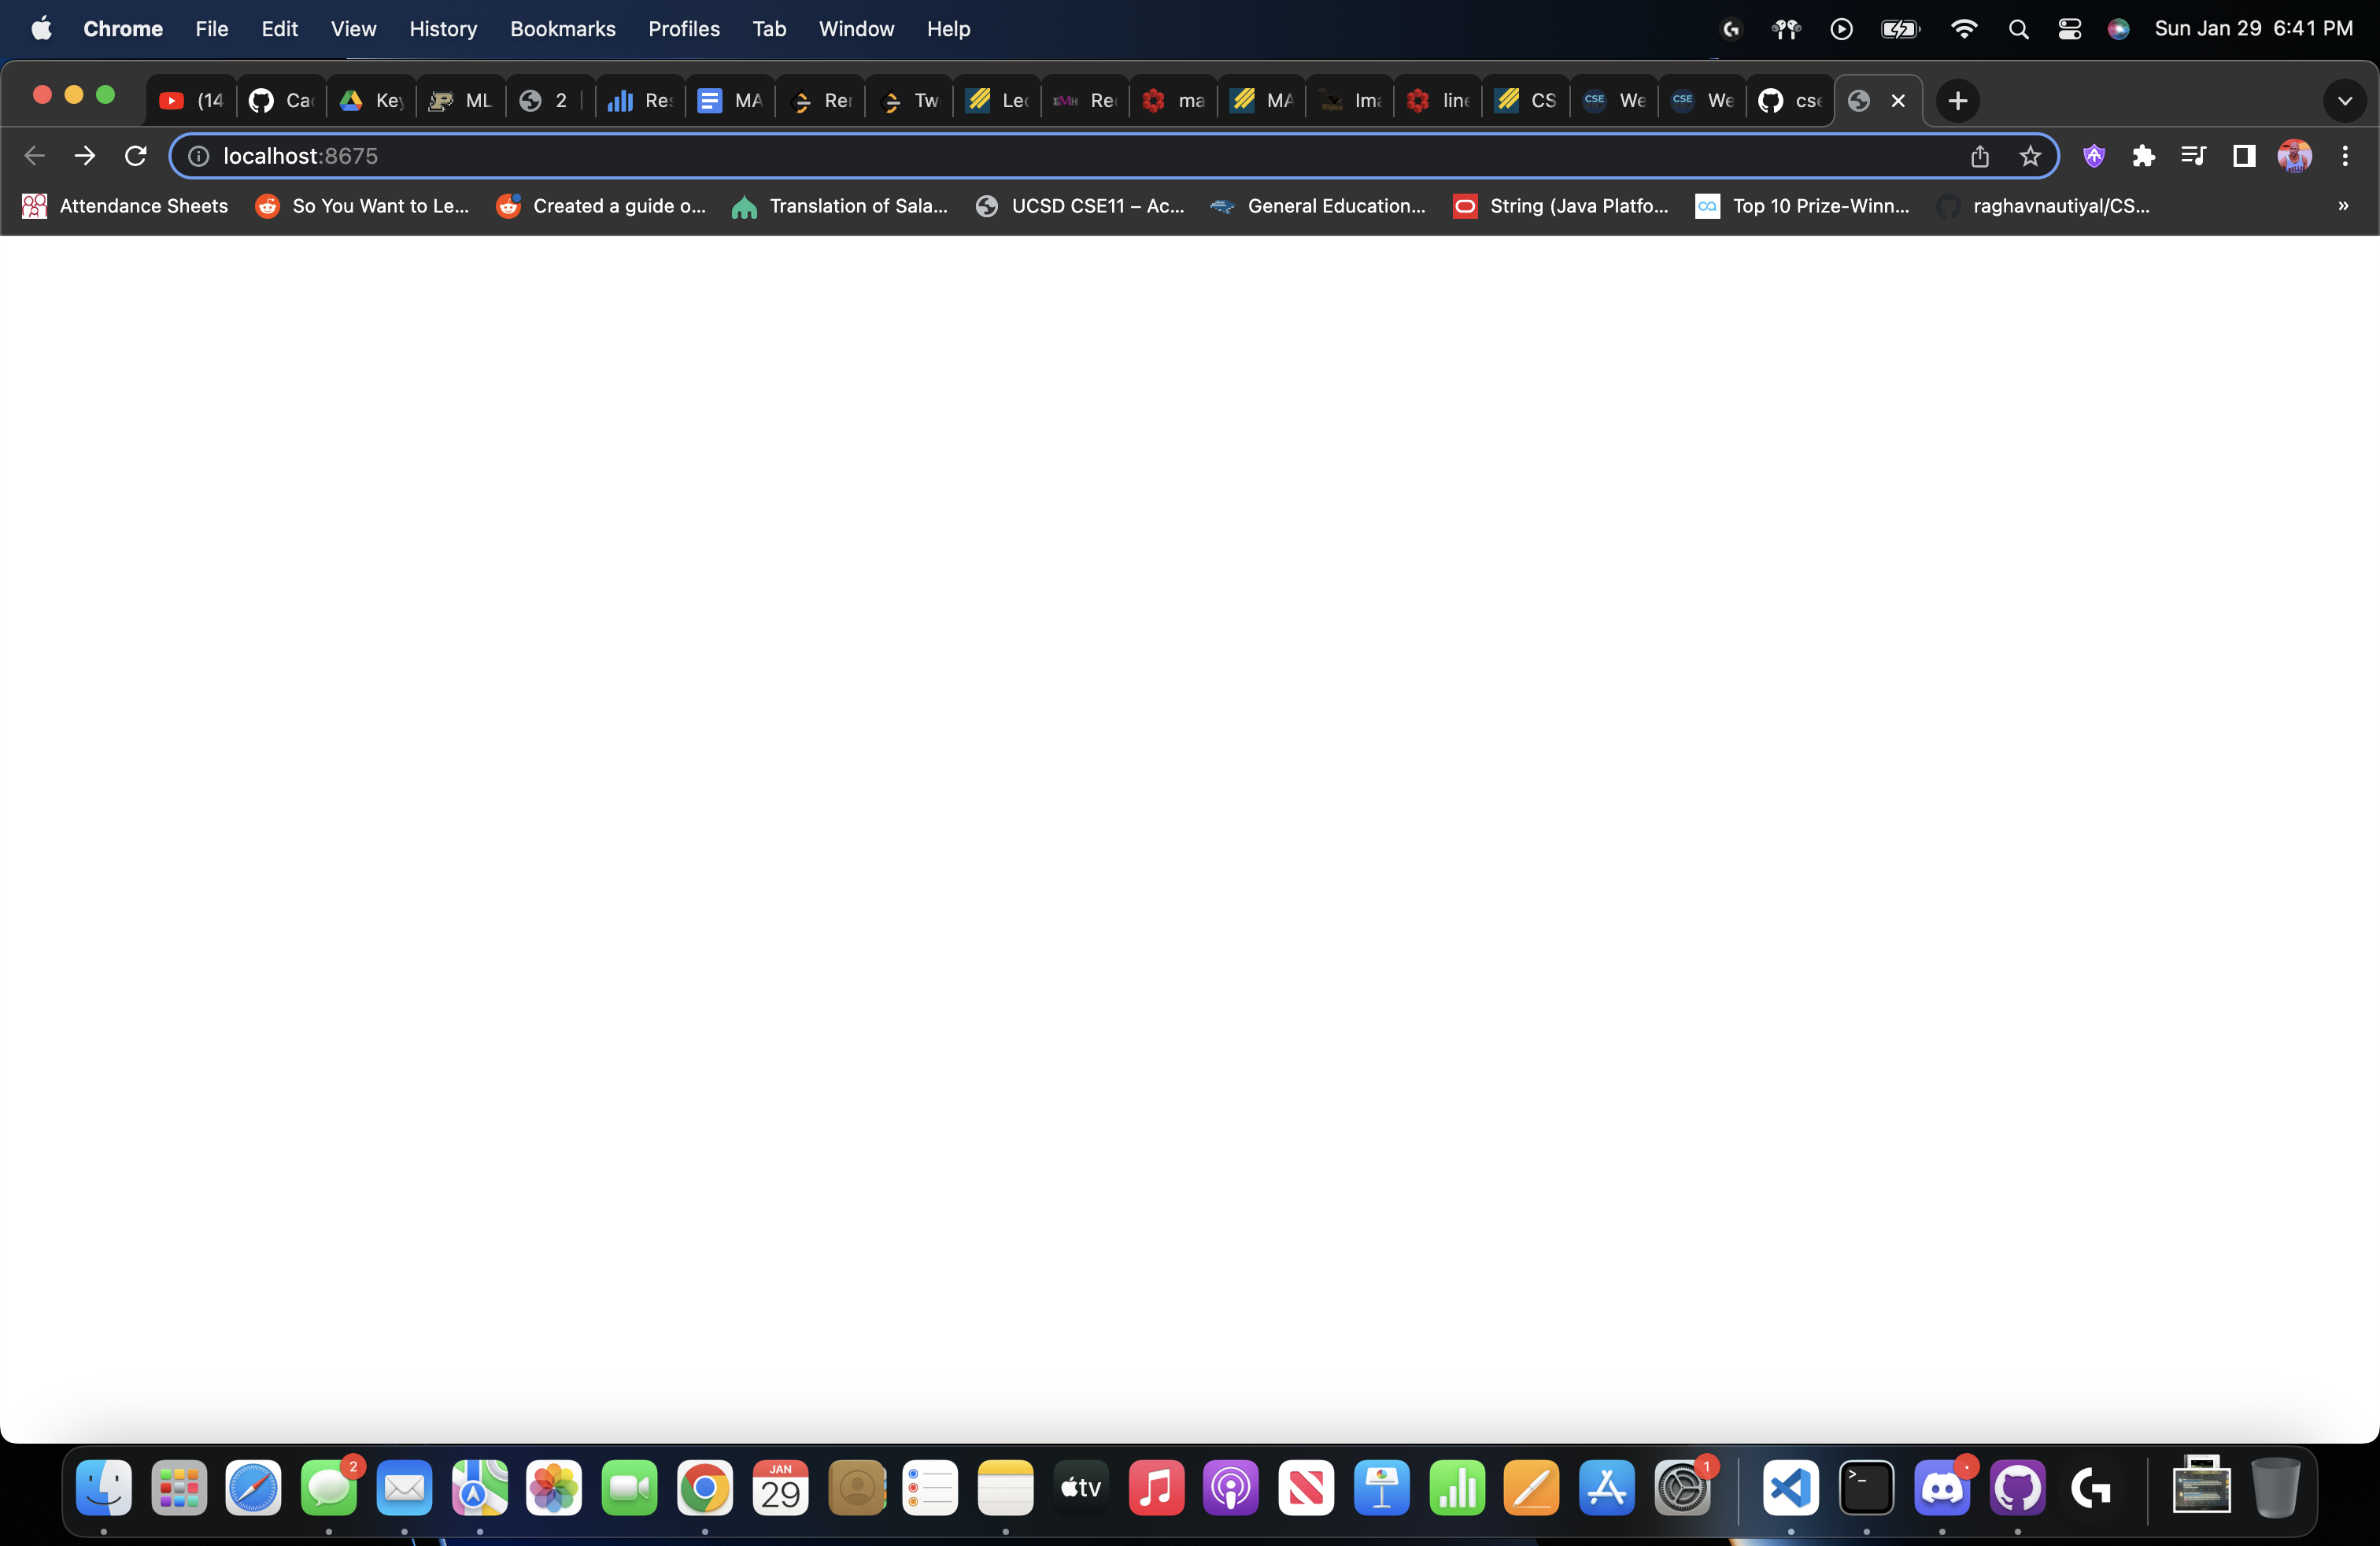 Chrome File Edit View History Bookmarks Profiles Tab Window Help Sun Jan 29 6:41 PM
(14 Ca Key ML 2 Res MA Rer Tw Lec Re ma MA Ima line CS We We cse
localhost:8675
Attendance Sheets So You Want to Le... Created a guide o... Translation of Sala... UCSD CSE11 – Ac... General Education... String (Java Platfo... Top 10 Prize-Winn... raghavnautiyal/CS... »
2 JAN 29 tv 1